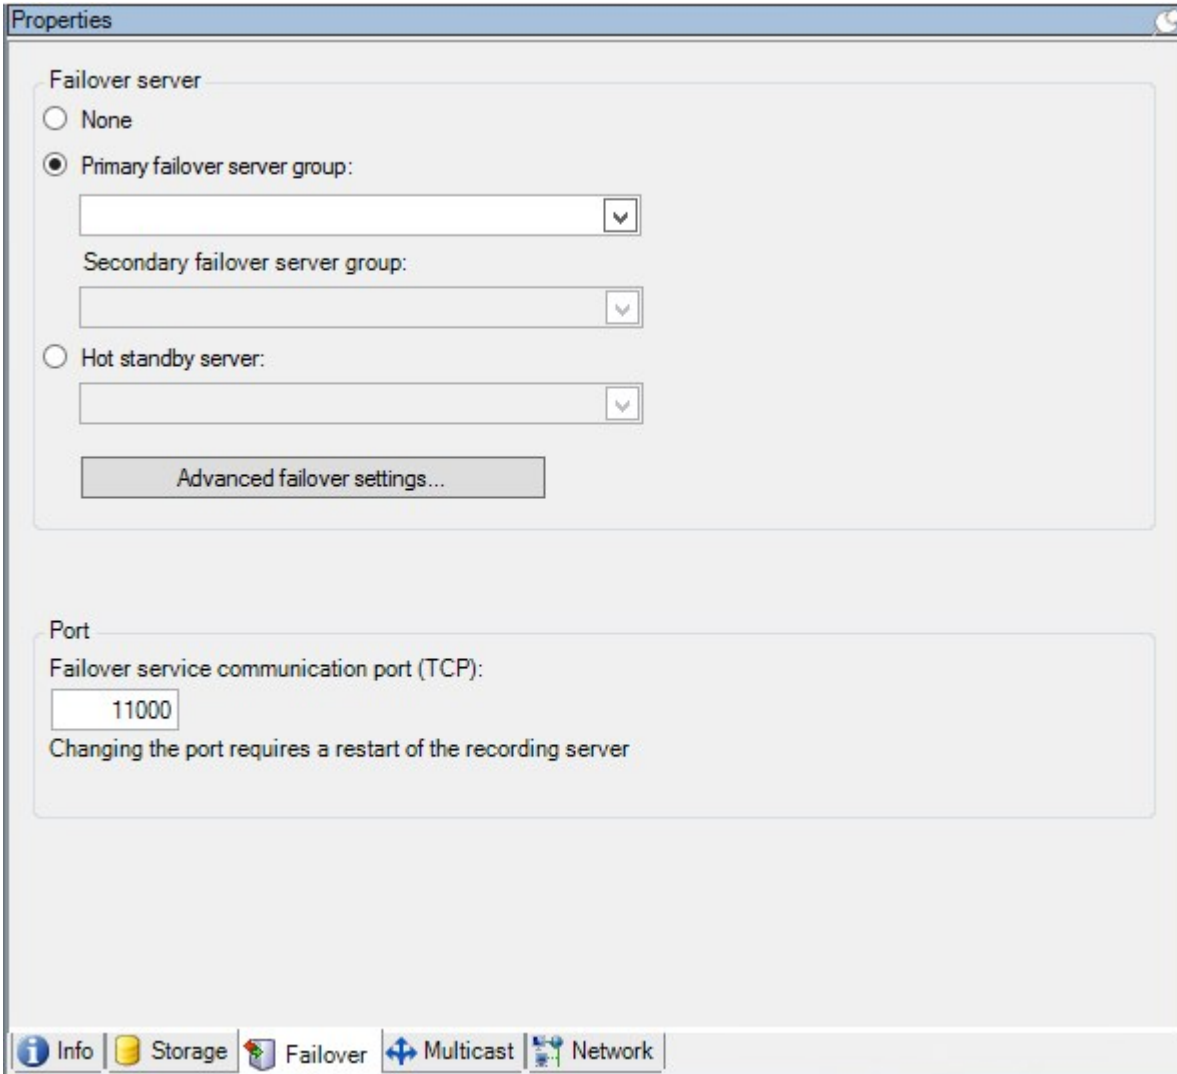 Properties
Failover server
None
Primary failover server group:
Secondary failover server group:
Hot standby server:
Advanced failover settings...
Port
Failover service communication port (TCP):
11000
Changing the port requires a restart of the recording server
Info Storage Failover Multicast Network